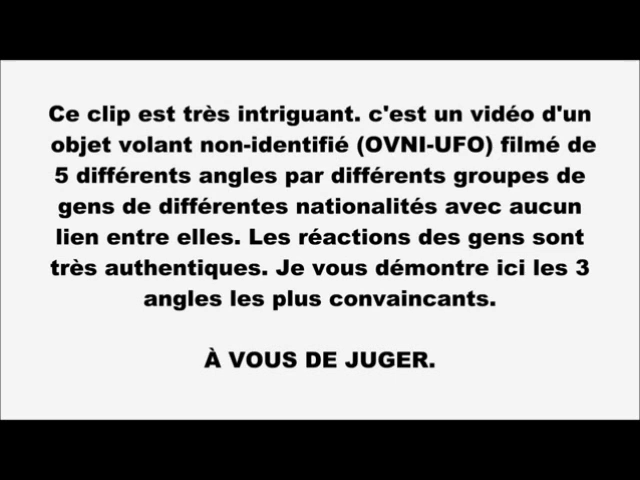 Ce clip est très intriguant. c'est un vidéo d'un
objet volant non-identifié (OVNI-UFO) filmé de
5 différents angles par différents groupes de
gens de différentes nationalités avec aucun
lien entre elles. Les réactions des gens sont
très authentiques. Je vous démontre ici les 3
angles les plus convaincants.
À VOUS DE JUGER.